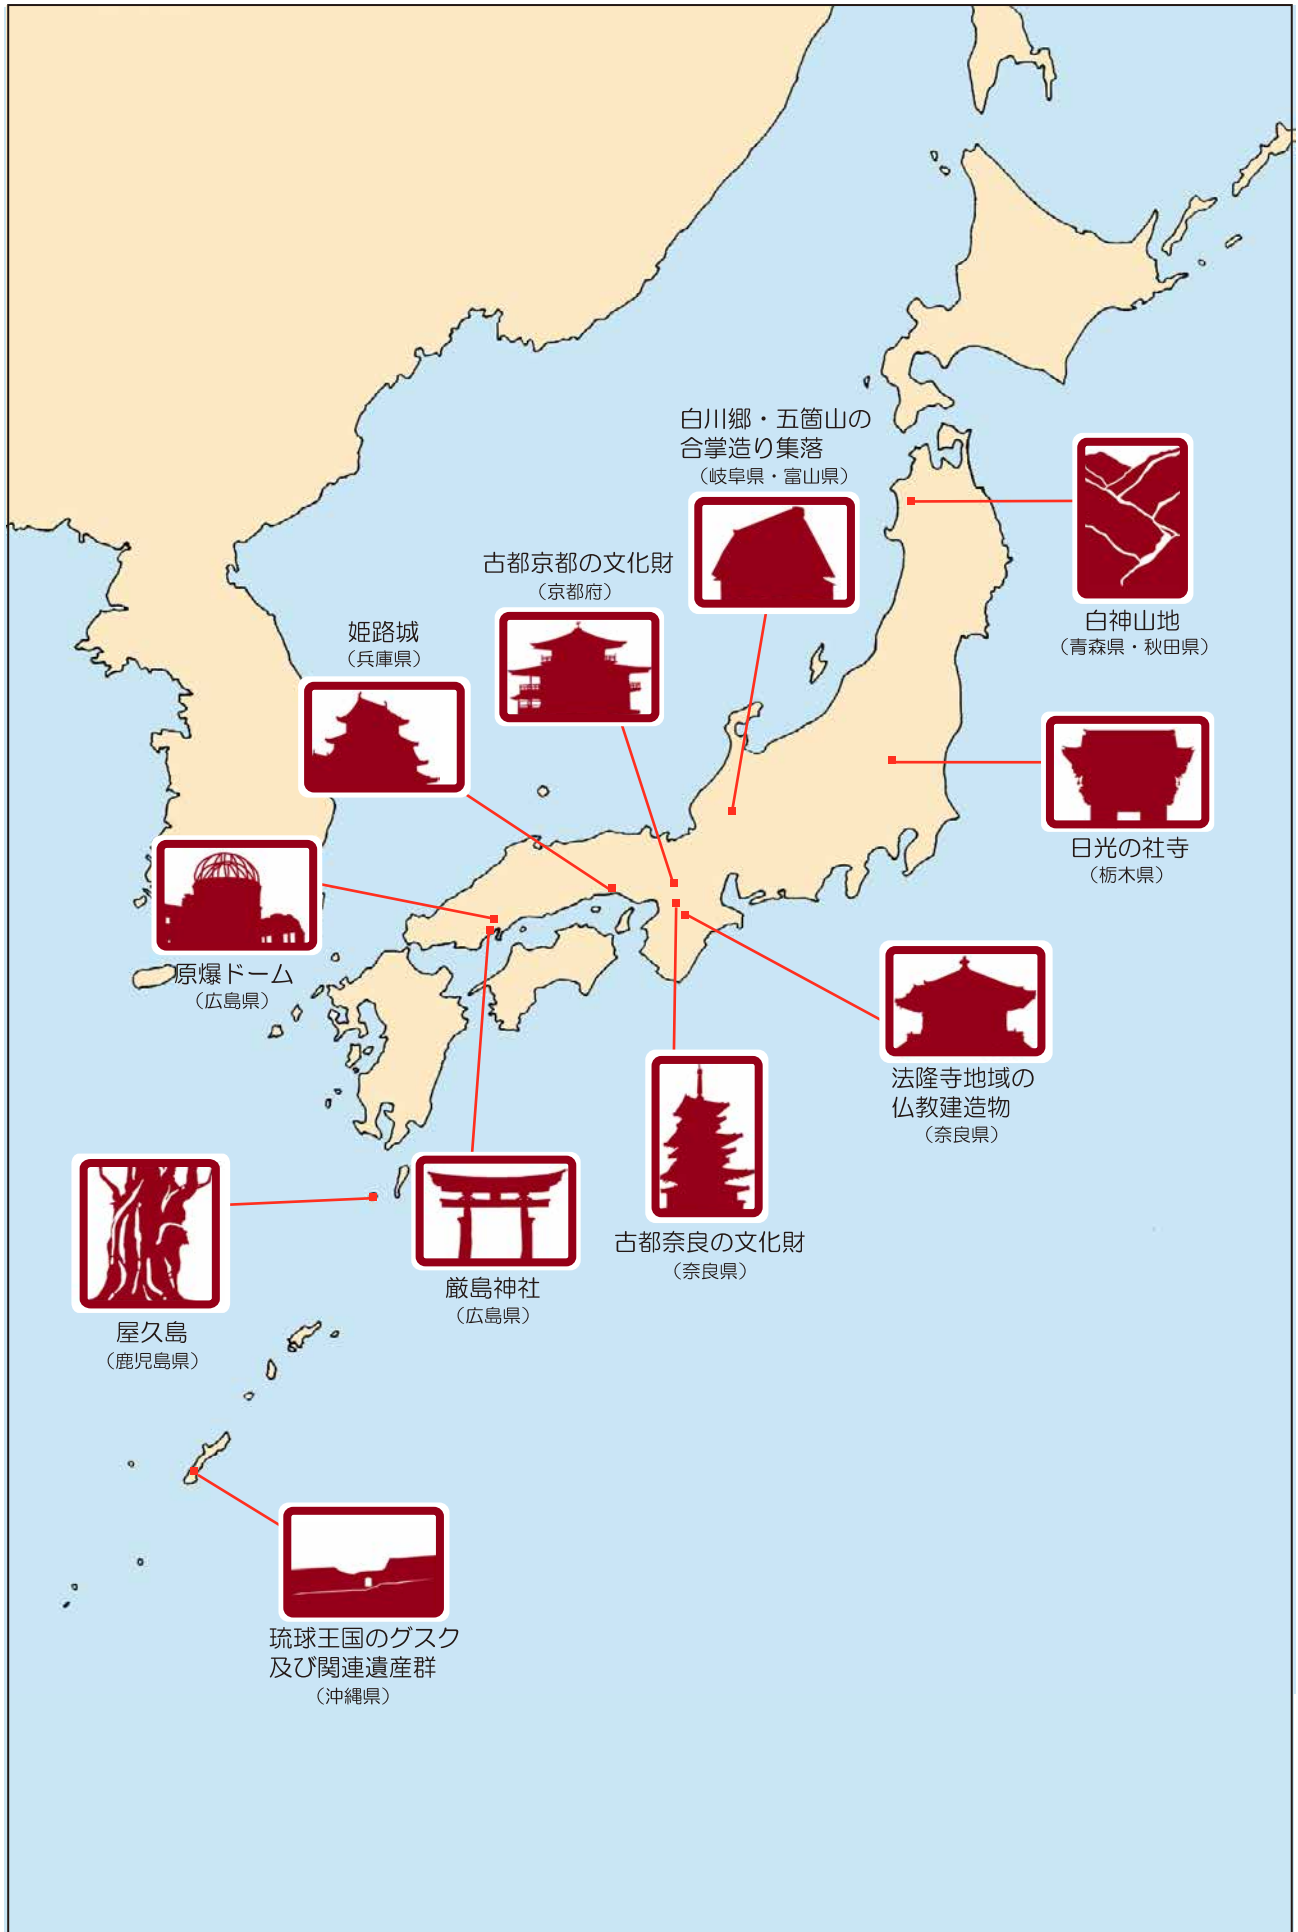 白川郷・五箇山の
合掌造り集落
（岐阜県・富山県）
古都京都の文化財
（京都府）
姫路城
（兵庫県）
白神山地
（青森県・秋田県）
日光の社寺
（栃木県）
原爆ドーム
（広島県）
法隆寺地域の
仏教建造物
（奈良県）
古都奈良の文化財
（奈良県）
厳島神社
（広島県）
屋久島
（鹿児島県）
琉球王国のグスク
及び関連遺産群
（沖縄県）